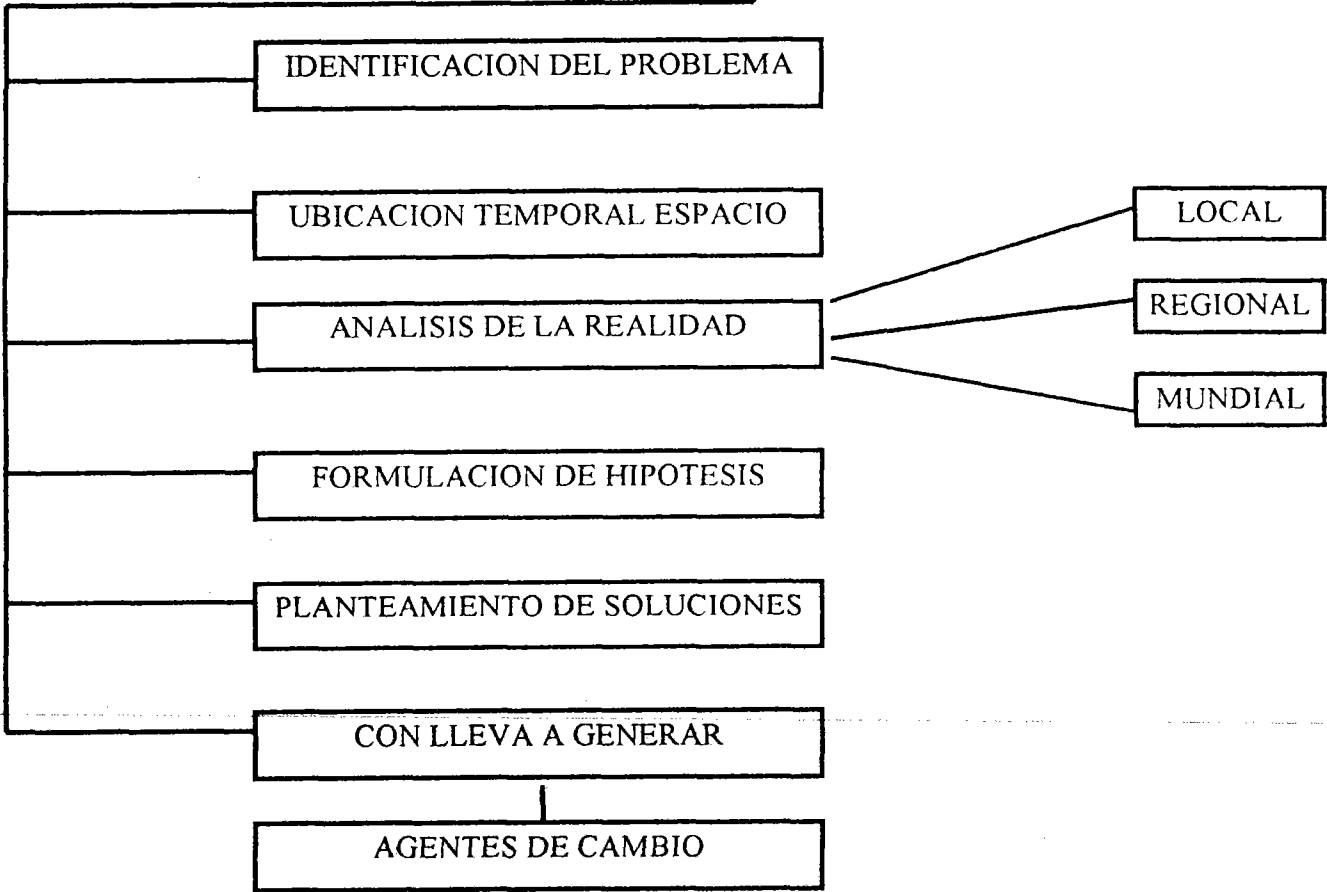 IDENTIFICACION DEL PROBLEMA
UBICACION TEMPORAL ESPACIO
ANALISIS DE LA REALIDAD
LOCAL
REGIONAL
MUNDIAL
FORMULACION DE HIPOTESIS
PLANTEAMIENTO DE SOLUCIONES
CON LLEVA A GENERAR
AGENTES DE CAMBIO